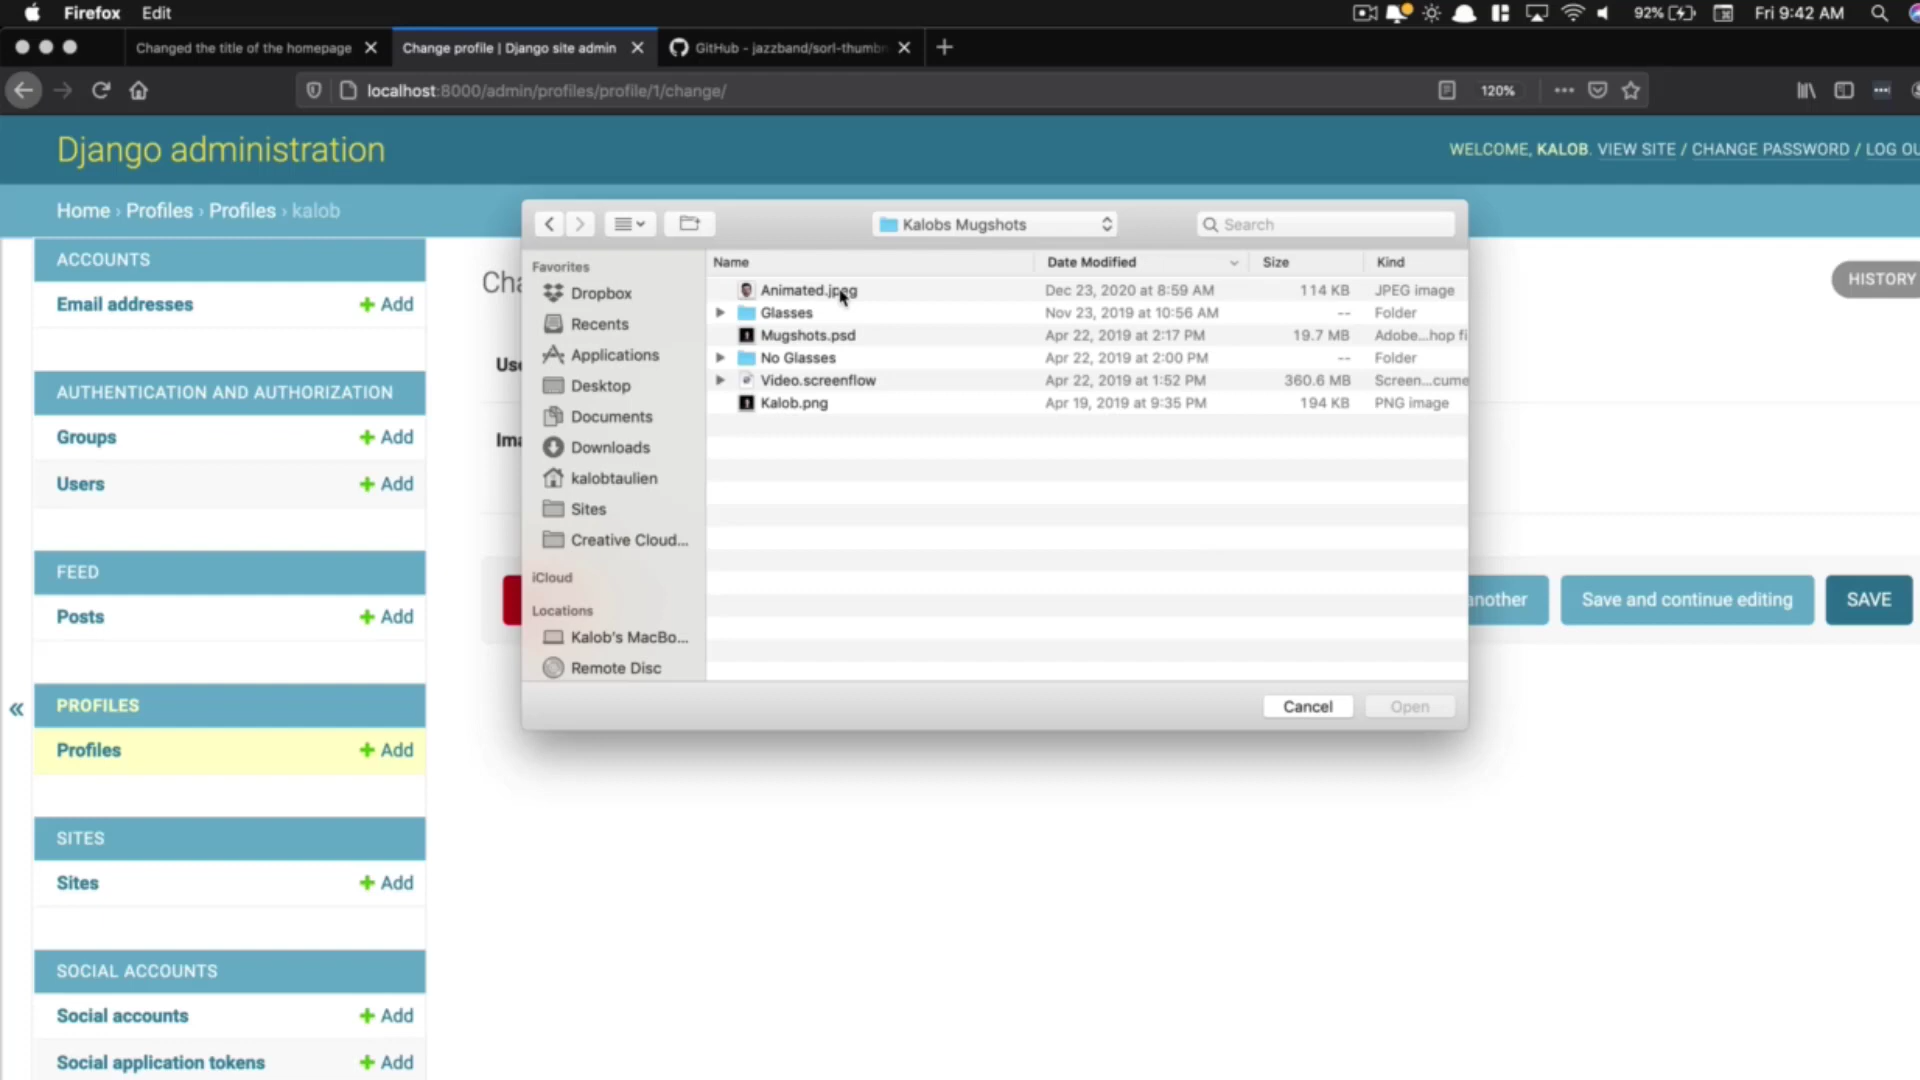 Firefox Edit 92% Fri 9:42 AM
Changed the title of the homepage Change profile | Django site admin GitHub - jazzband/sorl-thumbn
localhost:8000/admin/profiles/profile/1/change/ 120%
Django administration
WELCOME, KALOB. VIEW SITE / CHANGE PASSWORD / LOG OU
Home › Profiles › Profiles › kalob
ACCOUNTS
Email addresses Add
AUTHENTICATION AND AUTHORIZATION
Groups Add
Users Add
FEED
Posts Add
PROFILES
Profiles Add
SITES
Sites Add
SOCIAL ACCOUNTS
Social accounts Add
Social application tokens Add
Cha
HISTORY
Use
Ima
Kalobs Mugshots Search
Favorites
Dropbox
Recents
Applications
Desktop
Documents
Downloads
kalobtaulien
Sites
Creative Cloud...
iCloud
Locations
Kalob's MacBo...
Remote Disc
Name Date Modified Size Kind
Animated.jpeg Dec 23, 2020 at 8:59 AM 114 KB JPEG image
Glasses Nov 23, 2019 at 10:56 AM -- Folder
Mugshots.psd Apr 22, 2019 at 2:17 PM 19.7 MB Adobe...hop fi
No Glasses Apr 22, 2019 at 2:00 PM -- Folder
Video.screenflow Apr 22, 2019 at 1:52 PM 360.6 MB Screen...cume
Kalob.png Apr 19, 2019 at 9:35 PM 194 KB PNG image
Cancel Open
another Save and continue editing SAVE